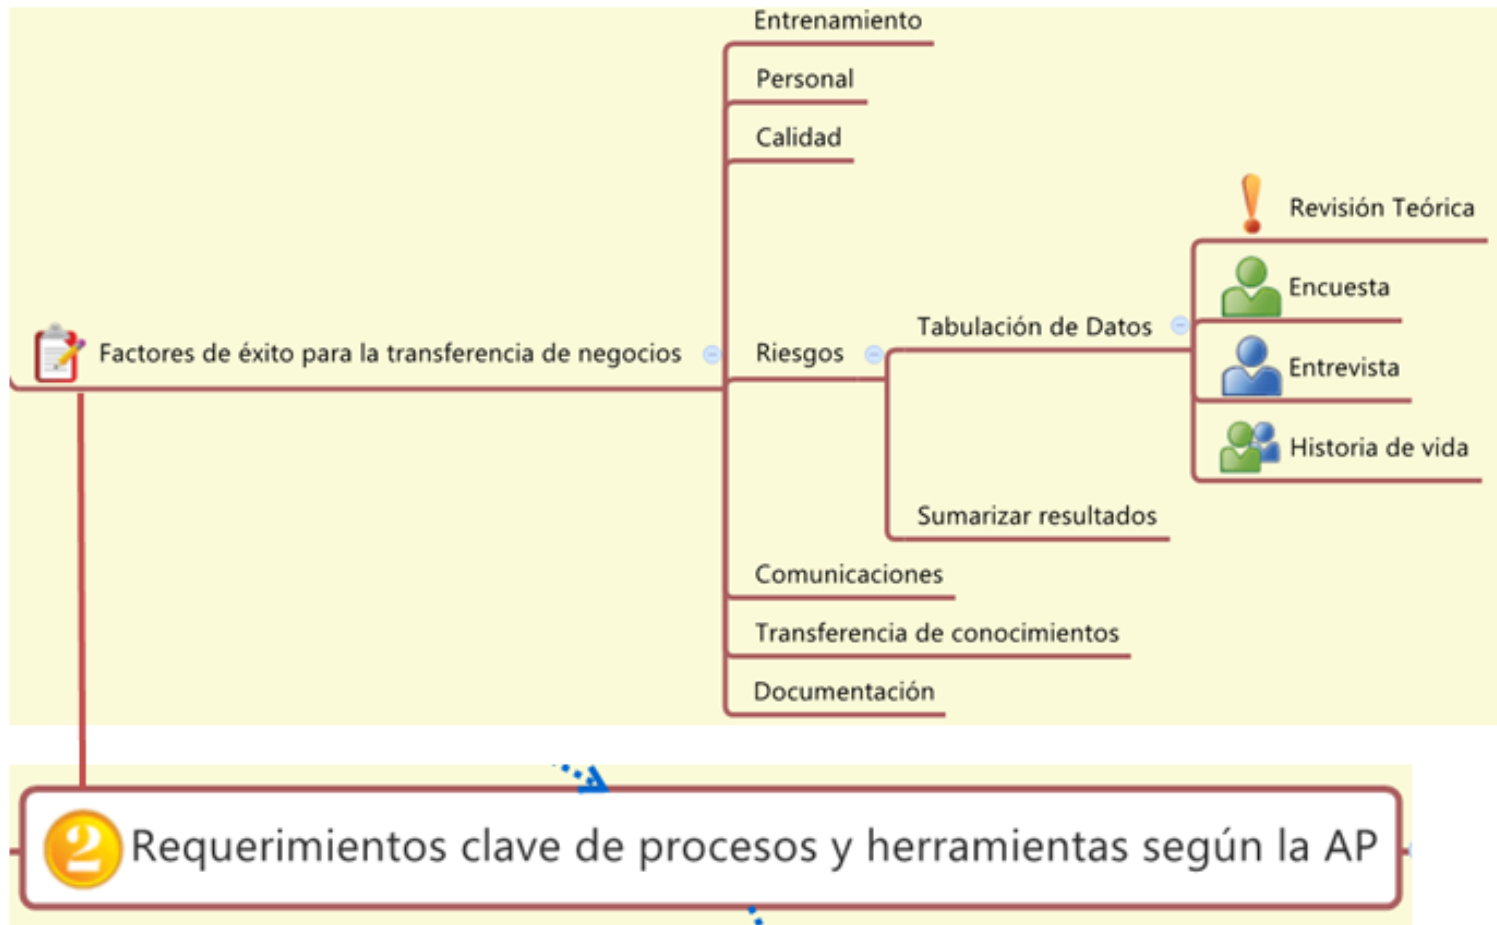 Entrenamiento
Personal
Calidad
Revisión Teórica
Encuesta
Tabulación de Datos
Factores de éxito para la transferencia de negocios
Riesgos
Entrevista
Historia de vida
Sumarizar resultados
Comunicaciones
Transferencia de conocimientos
Documentación
2 Requerimientos clave de procesos y herramientas según la AP